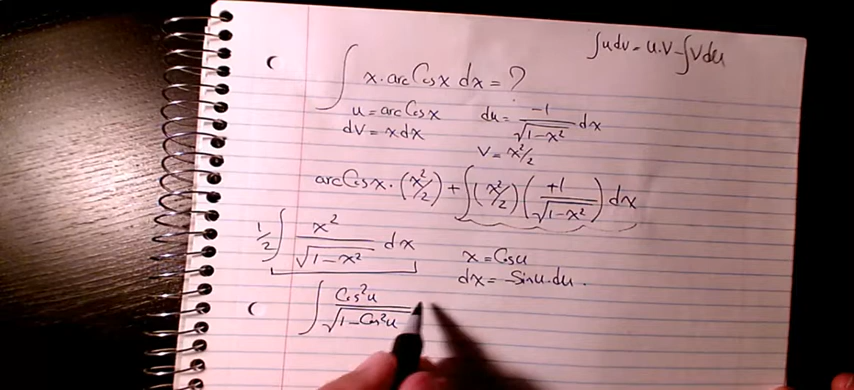 ∫udv = u.v - ∫vdu
∫ x.arcCosx dx = ?
u = arcCosx du = -1/√(1-x²) dx
dv = xdx
v = x²/2
arcCosx.(x²/2) + ∫(x²/2)(+1/√(1-x²)) dx
1/2 ∫ x²/√(1-x²) dx
x = Cosu
dx = -Sinu.du.
∫ Cos²u/√(1-Cos²u)